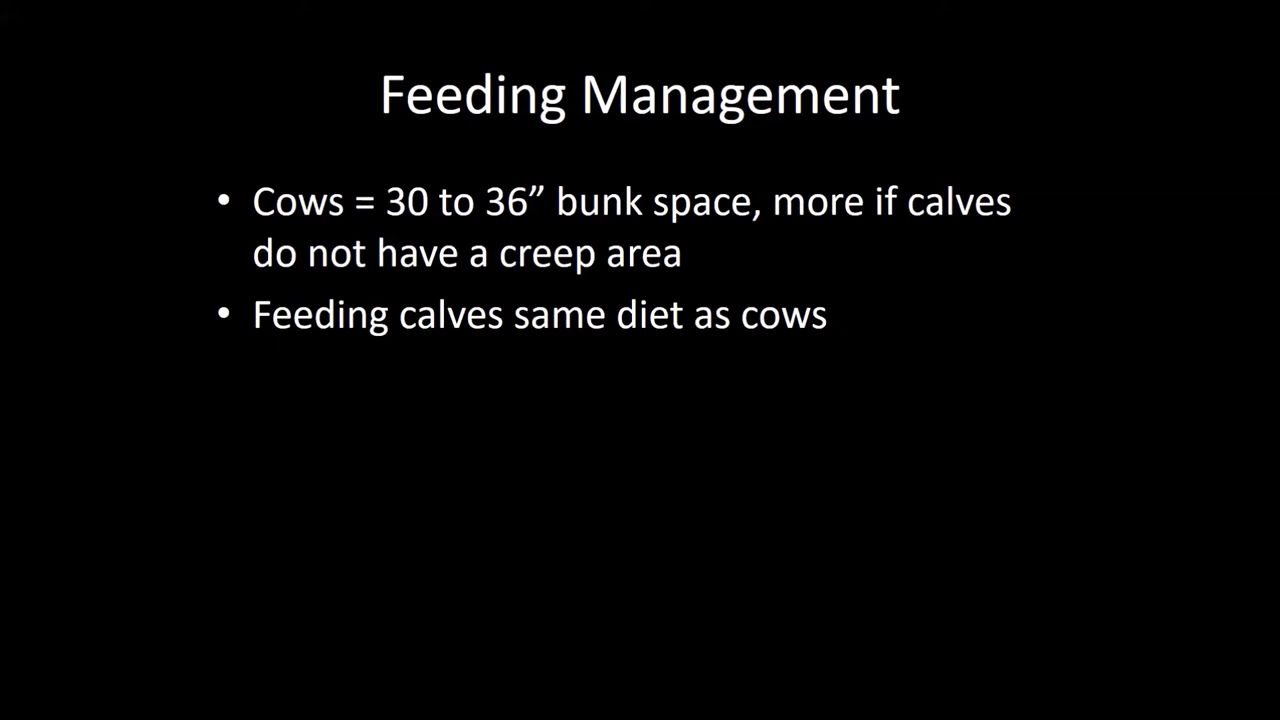 Feeding Management
• Cows = 30 to 36” bunk space, more if calves
do not have a creep area
• Feeding calves same diet as cows